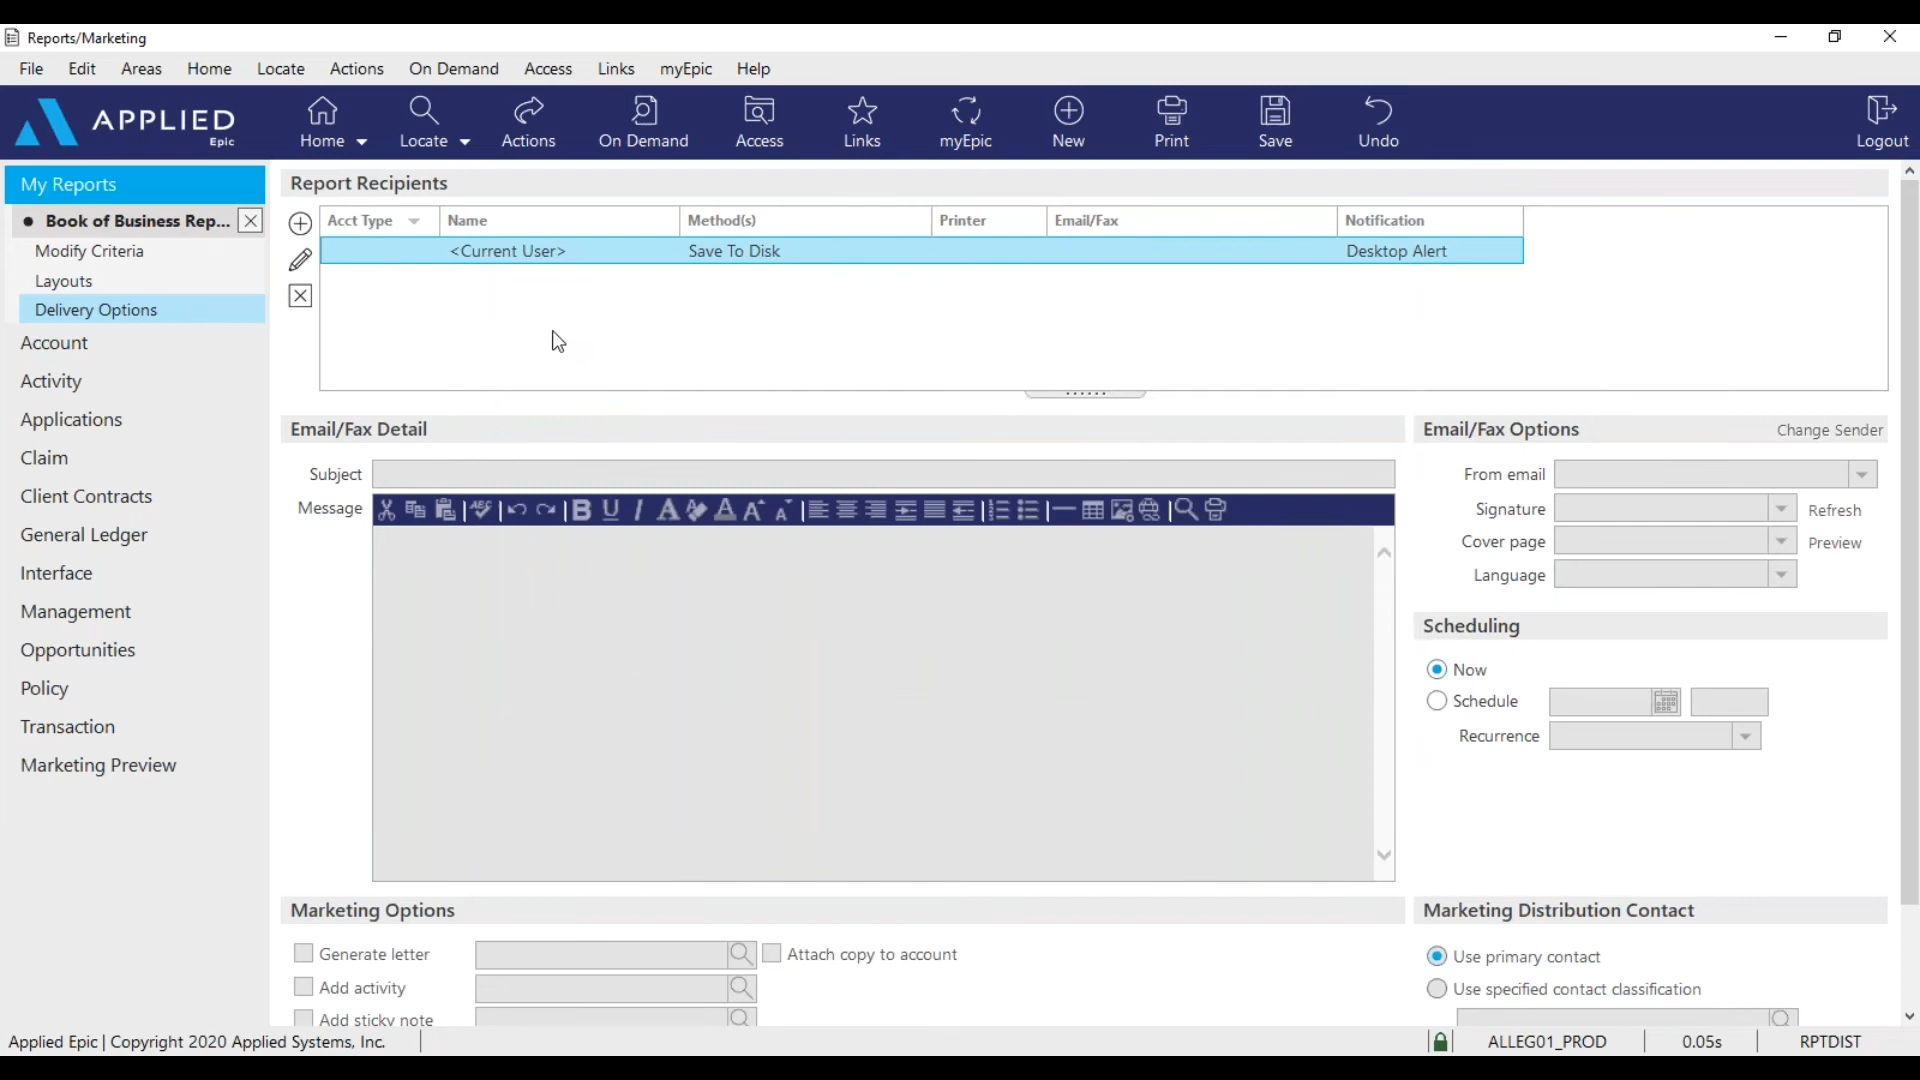 Reports/Marketing
File Edit Areas Home Locate Actions On Demand Access Links myEpic Help
APPLIED
Epic
Home Locate Actions On Demand Access Links myEpic New Print Save Undo Logout
My Reports
Book of Business Rep...
Modify Criteria
Layouts
Delivery Options
Account
Activity
Applications
Claim
Client Contracts
General Ledger
Interface
Management
Opportunities
Policy
Transaction
Marketing Preview
Report Recipients
Acct Type Name Method(s) Printer Email/Fax Notification
<Current User> Save To Disk Desktop Alert
Email/Fax Detail
Subject
Message
ABC
Email/Fax Options Change Sender
From email
Signature Refresh
Cover page Preview
Language
Scheduling
Now
Schedule
Recurrence
Marketing Options
Generate letter Attach copy to account
Add activity
Add sticky note
Marketing Distribution Contact
Use primary contact
Use specified contact classification
Applied Epic | Copyright 2020 Applied Systems, Inc. ALLEG01_PROD 0.05s RPTDIST